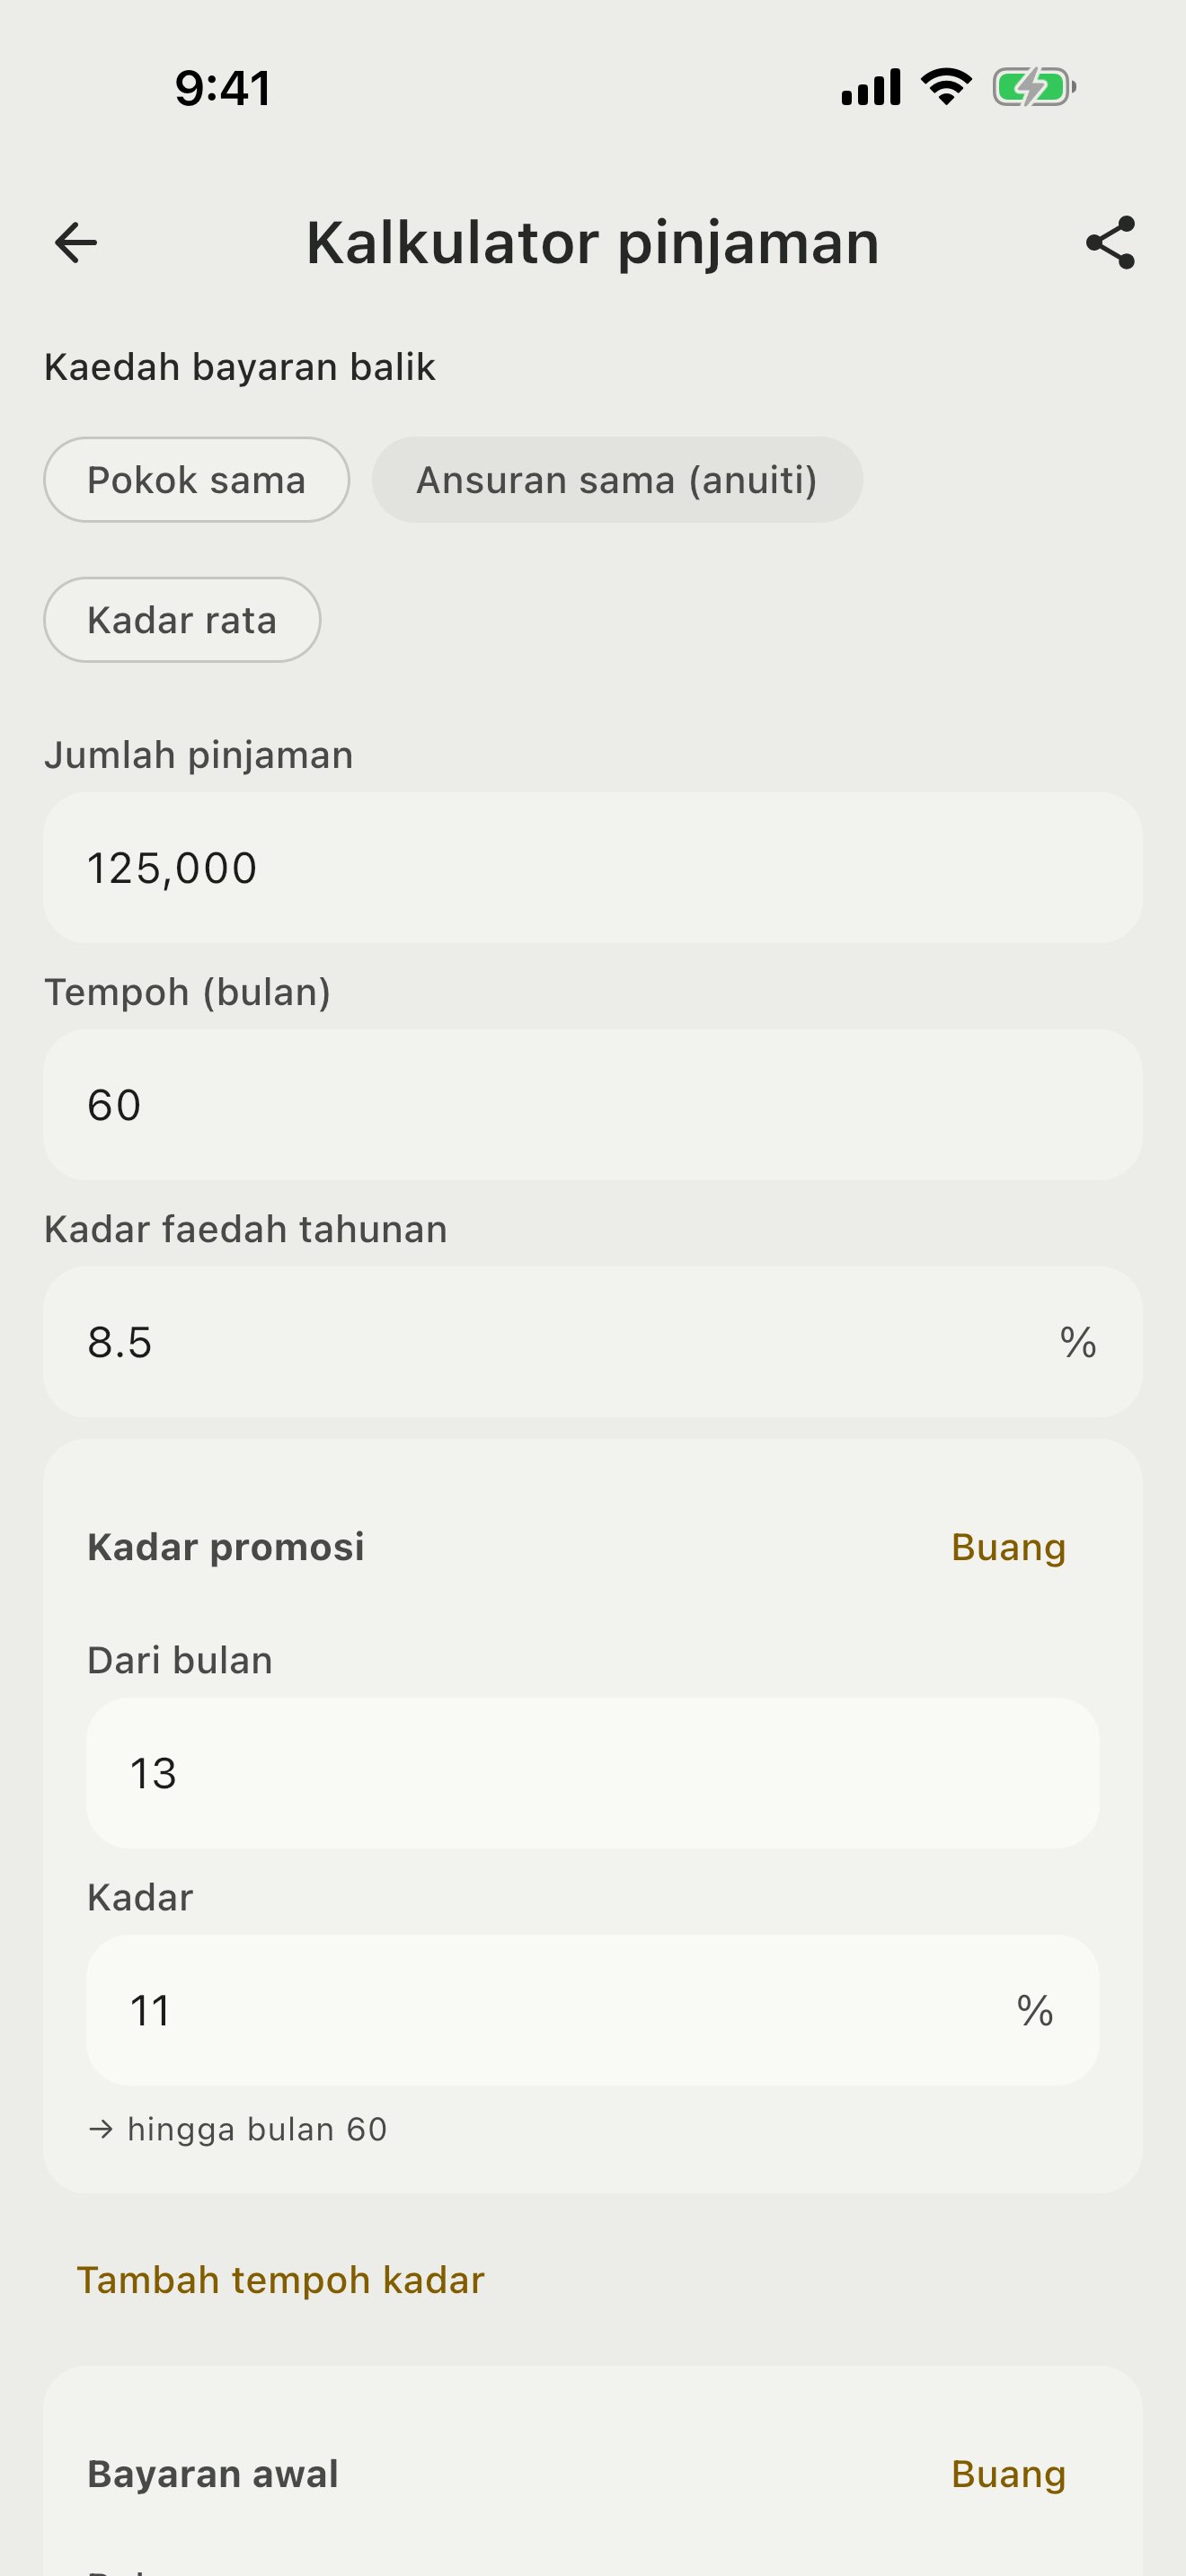 9:41
Kalkulator pinjaman
Kaedah bayaran balik
Pokok sama
Ansuran sama (anuiti)
Kadar rata
Jumlah pinjaman
125,000
Tempoh (bulan)
60
Kadar faedah tahunan
8.5 %
Kadar promosi
Buang
Dari bulan
13
Kadar
11 %
→ hingga bulan 60
Tambah tempoh kadar
Bayaran awal
Buang